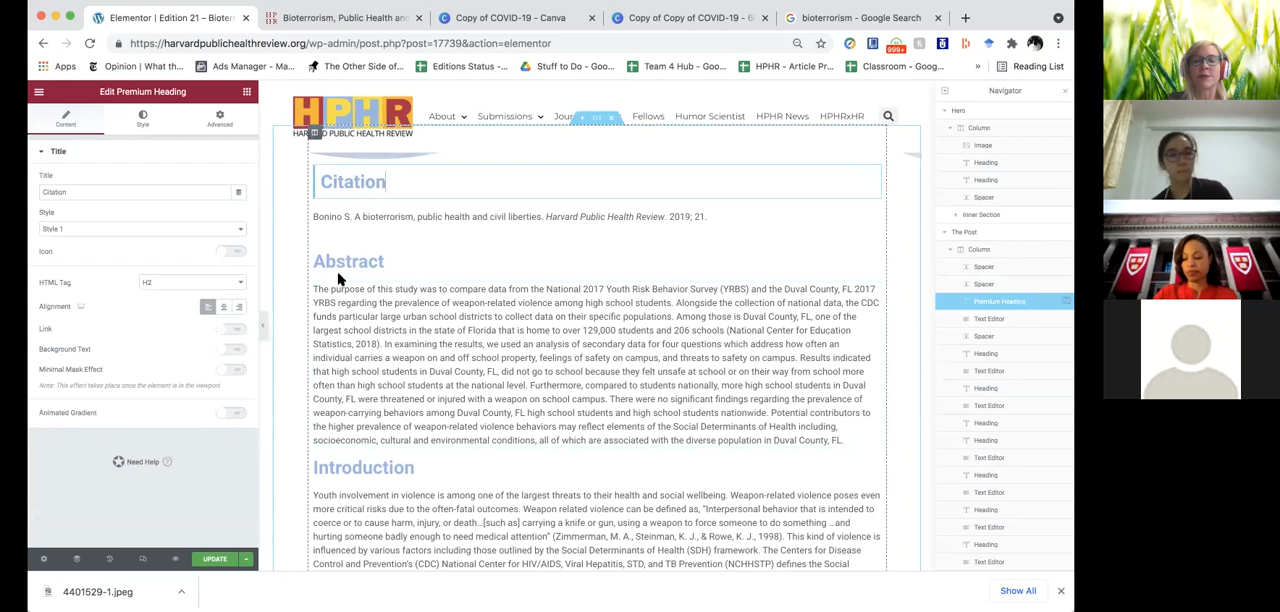 Elementor | Edition 21 – Bioter
Bioterrorism, Public Health and
Copy of COVID-19 - Canva
Copy of Copy of COVID-19 - 6
bioterrorism - Google Search
https://harvardpublichealthreview.org/wp-admin/post.php?post=17739&action=elementor
999+
Apps
Opinion | What th...
Ads Manager - Ma...
The Other Side of...
Editions Status -...
Stuff to Do - Goo...
Team 4 Hub - Goo...
HPHR - Article Pr...
Classroom - Goog...
»
Reading List
Edit Premium Heading
Content
Style
Advanced
Title
Title
Citation
Style
Style 1
Icon
NO
HTML Tag
H2
Alignment
Link
NO
Background Text
NO
Minimal Mask Effect
NO
Note: This effect takes place once the element is in the viewport
Animated Gradient
NO
Need Help
UPDATE
HPHR
HARVARD PUBLIC HEALTH REVIEW
About
Submissions
Jour
Fellows
Humor Scientist
HPHR News
HPHRxHR
Citation
Bonino S. A bioterrorism, public health and civil liberties. Harvard Public Health Review. 2019; 21.
Abstract
The purpose of this study was to compare data from the National 2017 Youth Risk Behavior Survey (YRBS) and the Duval County, FL 2017
YRBS regarding the prevalence of weapon-related violence among high school students. Alongside the collection of national data, the CDC
funds particular large urban school districts to collect data on their specific populations. Among those is Duval County, FL, one of the
largest school districts in the state of Florida that is home to over 129,000 students and 206 schools (National Center for Education
Statistics, 2018). In examining the results, we used an analysis of secondary data for four questions which address how often an
individual carries a weapon on and off school property, feelings of safety on campus, and threats to safety on campus. Results indicated
that high school students in Duval County, FL, did not go to school because they felt unsafe at school or on their way from school more
often than high school students at the national level. Furthermore, compared to students nationally, more high school students in Duval
County, FL were threatened or injured with a weapon on school campus. There were no significant findings regarding the prevalence of
weapon-carrying behaviors among Duval County, FL high school students and high school students nationwide. Potential contributors to
the higher prevalence of weapon-related violence behaviors may reflect elements of the Social Determinants of Health including,
socioeconomic, cultural and environmental conditions, all of which are associated with the diverse population in Duval County, FL.
Introduction
Youth involvement in violence is among one of the largest threats to their health and social wellbeing. Weapon-related violence poses even
more critical risks due to the often-fatal outcomes. Weapon related violence can be defined as, “Interpersonal behavior that is intended to
coerce or to cause harm, injury, or death...[such as] carrying a knife or gun, using a weapon to force someone to do something ...and
hurting someone badly enough to need medical attention” (Zimmerman, M. A., Steinman, K. J., & Rowe, K. J., 1998). This kind of violence is
influenced by various factors including those outlined by the Social Determinants of Health (SDH) framework. The Centers for Disease
Control and Prevention's (CDC) National Center for HIV/AIDS, Viral Hepatitis, STD, and TB Prevention (NCHHSTP) defines the Social
Navigator
Hero
Column
Image
Heading
Heading
Spacer
Inner Section
The Post
Column
Spacer
Spacer
Premium Heading
Text Editor
Spacer
Heading
Text Editor
Heading
Text Editor
Heading
Heading
Text Editor
Heading
Text Editor
Heading
Text Editor
Heading
Text Editor
4401529-1.jpeg
Show All